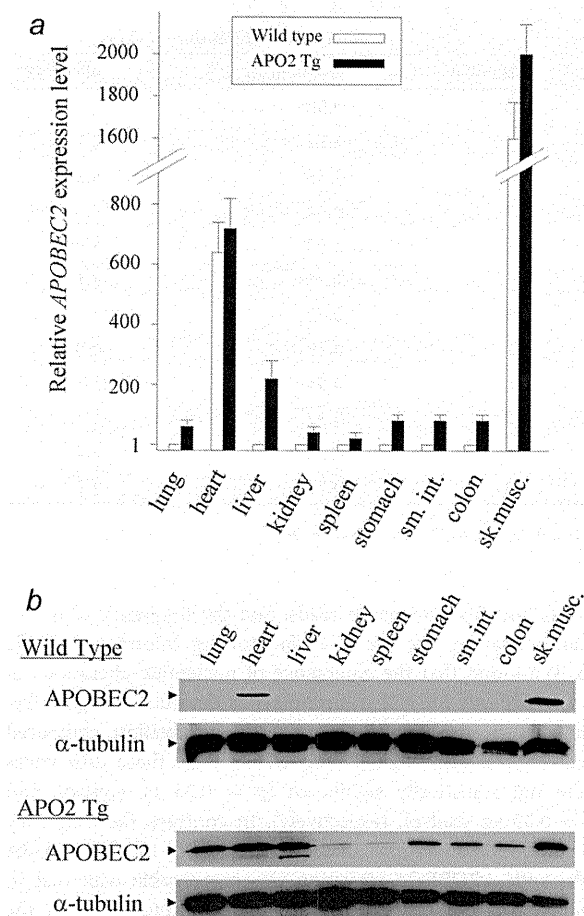 a
Wild type
APO2 Tg
Relative APOBEC2 expression level
2000
1800
1600
800
600
400
200
1
lung
heart
liver
kidney
spleen
stomach
sm. int.
colon
sk.musc.
b
lung
heart
liver
kidney
spleen
stomach
sm.int.
colon
sk.musc.
Wild Type
APOBEC2
α-tubulin
APO2 Tg
APOBEC2
α-tubulin